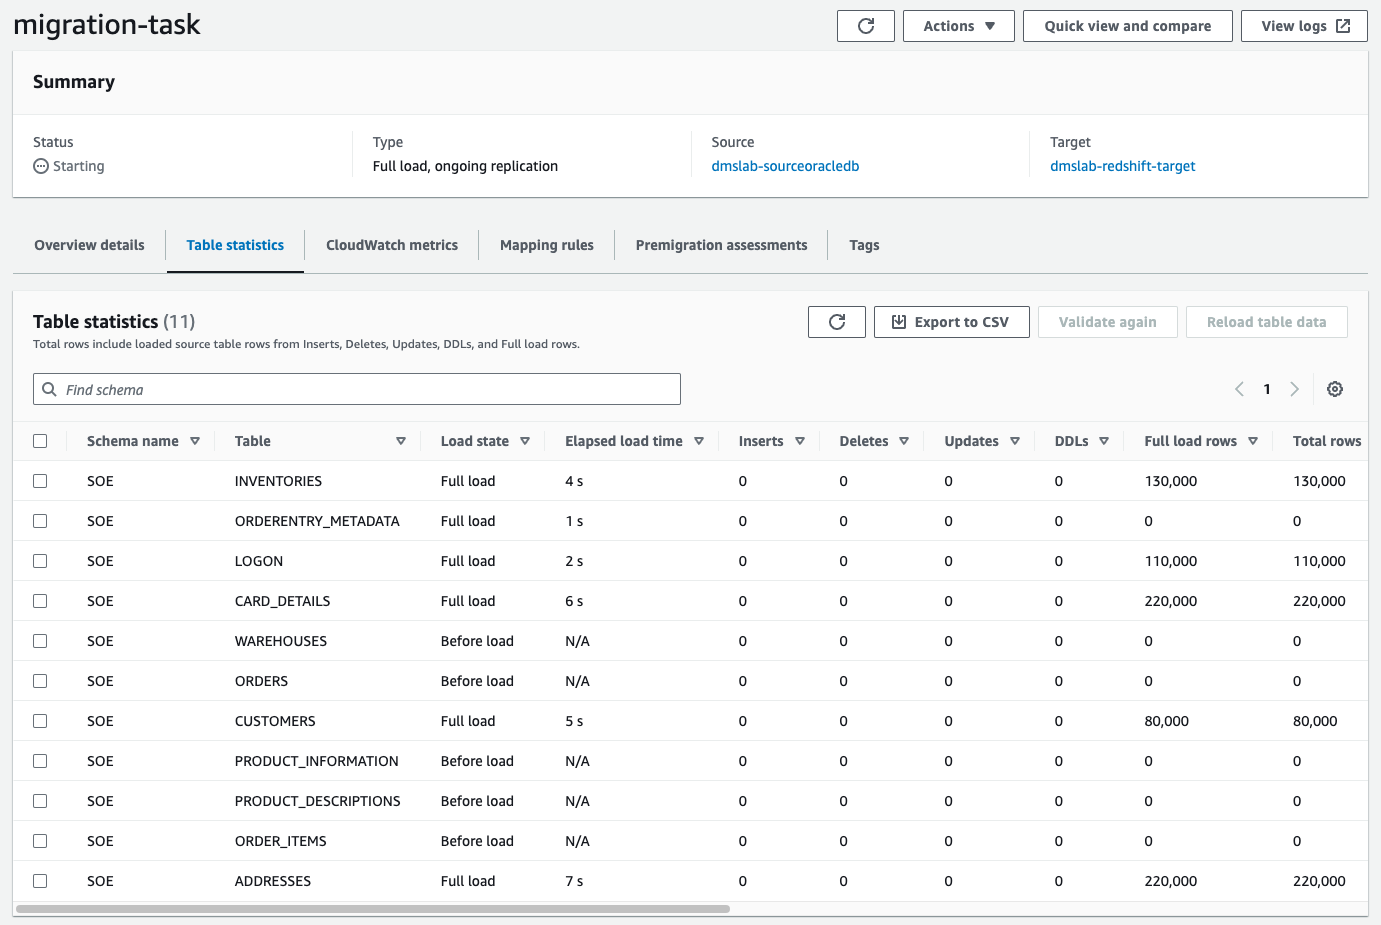 migration-task
Actions
Quick view and compare
View logs
Summary
Status
Starting
Type
Full load, ongoing replication
Source
dmslab-sourceoracledb
Target
dmslab-redshift-target
Overview details
Table statistics
CloudWatch metrics
Mapping rules
Premigration assessments
Tags
Table statistics (11)
Total rows include loaded source table rows from Inserts, Deletes, Updates, DDLs, and Full load rows.
Export to CSV
Validate again
Reload table data
Find schema
1
Schema name Table Load state Elapsed load time Inserts Deletes Updates DDLs Full load rows Total rows
SOE INVENTORIES Full load 4 s 0 0 0 0 130,000 130,000
SOE ORDERENTRY_METADATA Full load 1 s 0 0 0 0 0 0
SOE LOGON Full load 2 s 0 0 0 0 110,000 110,000
SOE CARD_DETAILS Full load 6 s 0 0 0 0 220,000 220,000
SOE WAREHOUSES Before load N/A 0 0 0 0 0 0
SOE ORDERS Before load N/A 0 0 0 0 0 0
SOE CUSTOMERS Full load 5 s 0 0 0 0 80,000 80,000
SOE PRODUCT_INFORMATION Before load N/A 0 0 0 0 0 0
SOE PRODUCT_DESCRIPTIONS Before load N/A 0 0 0 0 0 0
SOE ORDER_ITEMS Before load N/A 0 0 0 0 0 0
SOE ADDRESSES Full load 7 s 0 0 0 0 220,000 220,000